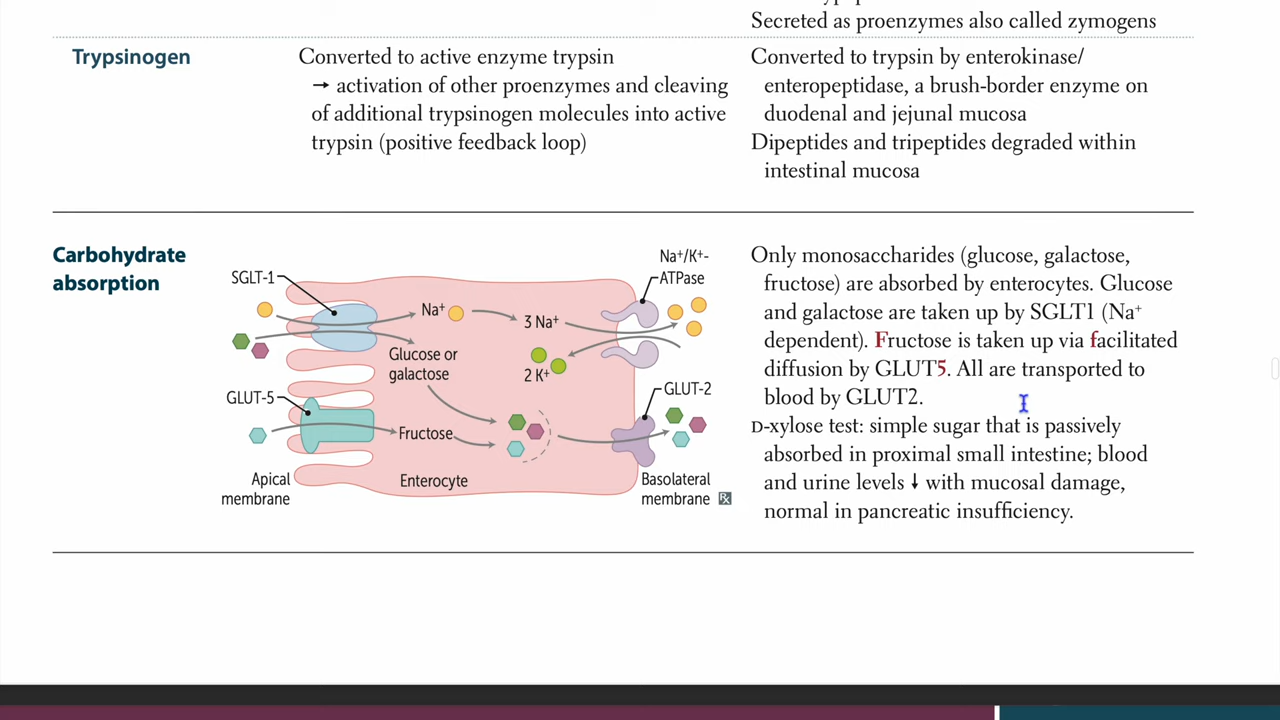 Secreted as proenzymes also called zymogens
Trypsinogen
Converted to active enzyme trypsin
→ activation of other proenzymes and cleaving
of additional trypsinogen molecules into active
trypsin (positive feedback loop)
Converted to trypsin by enterokinase/
enteropeptidase, a brush-border enzyme on
duodenal and jejunal mucosa
Dipeptides and tripeptides degraded within
intestinal mucosa
Carbohydrate
absorption
SGLT-1
Na⁺
Glucose or
galactose
GLUT-5
Fructose
Apical
membrane
Enterocyte
3 Na⁺
2 K⁺
Na⁺/K⁺-
ATPase
GLUT-2
Basolateral
membrane ℞
Only monosaccharides (glucose, galactose,
fructose) are absorbed by enterocytes. Glucose
and galactose are taken up by SGLT1 (Na⁺
dependent). Fructose is taken up via facilitated
diffusion by GLUT5. All are transported to
blood by GLUT2.
D-xylose test: simple sugar that is passively
absorbed in proximal small intestine; blood
and urine levels ↓ with mucosal damage,
normal in pancreatic insufficiency.